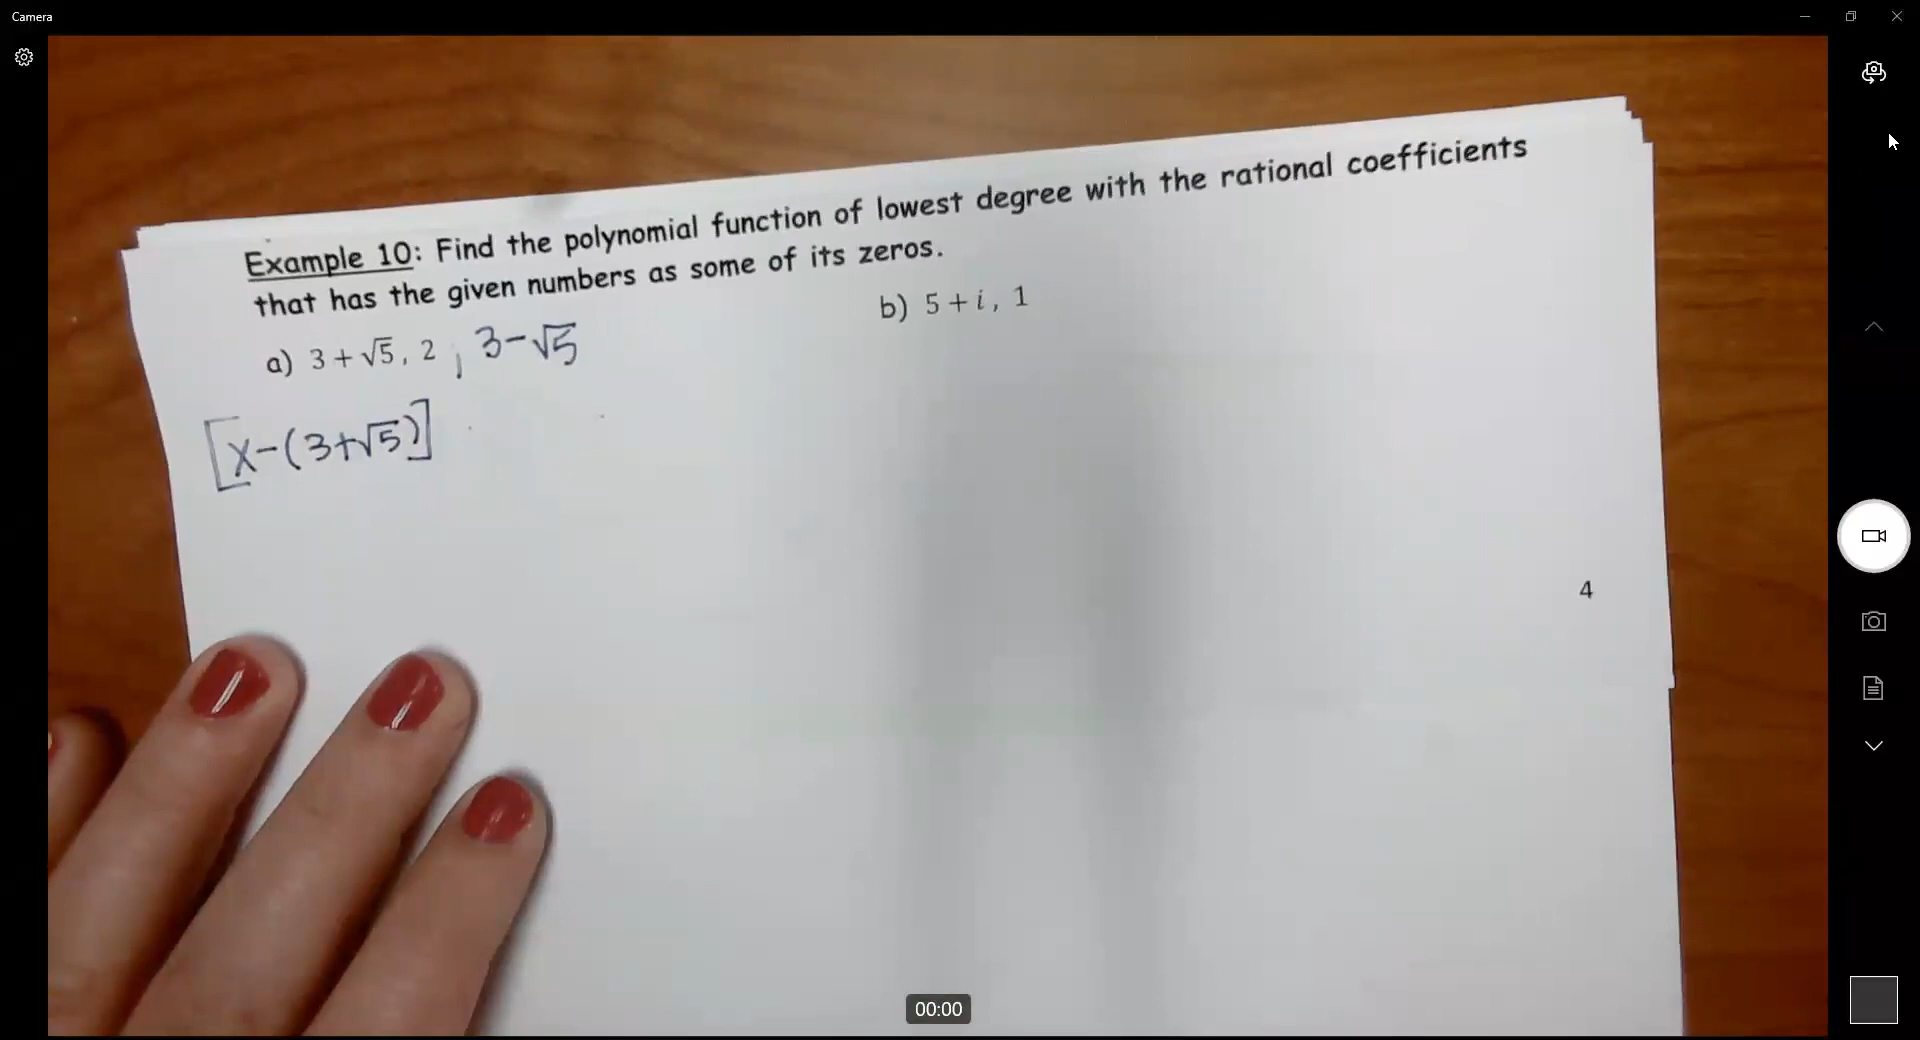 Camera
Example 10: Find the polynomial function of lowest degree with the rational coefficients
that has the given numbers as some of its zeros.
a) 3 + √5, 2 , 3-√5
b) 5 + i, 1
[x-(3+√5)]
4
00:00